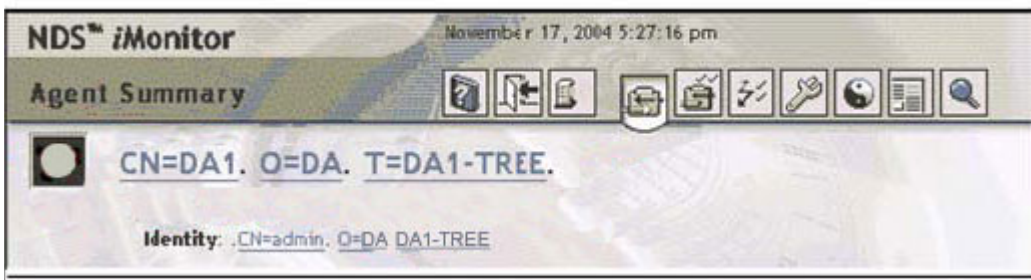 NDS™ iMonitor
November 17, 2004 5:27:16 pm
Agent Summary
CN=DA1. O=DA. T=DA1-TREE.
Identity: .CN=admin. O=DA DA1-TREE